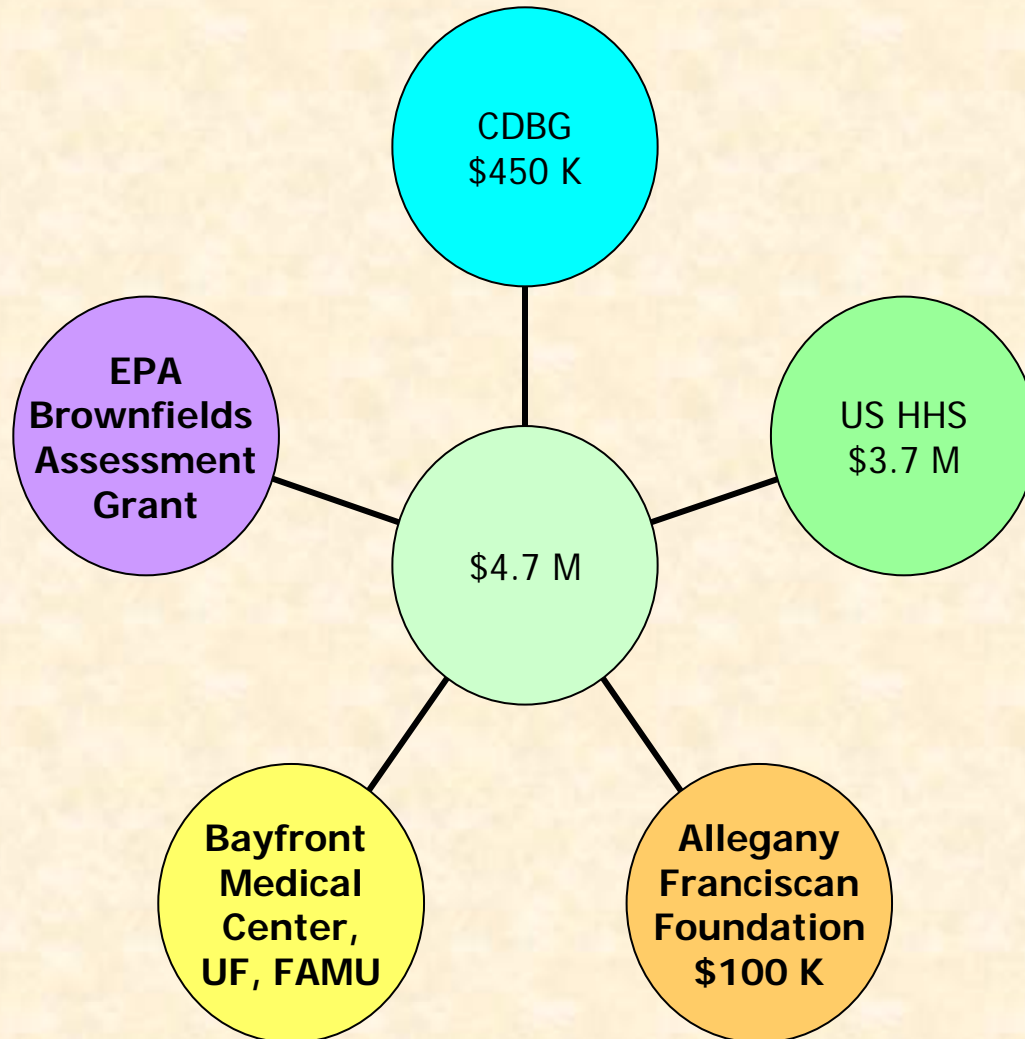 CDBG
$450 K
EPA
Brownfields
Assessment
Grant
US HHS
$3.7 M
$4.7 M
Bayfront
Medical
Center,
UF, FAMU
Allegany
Franciscan
Foundation
$100 K